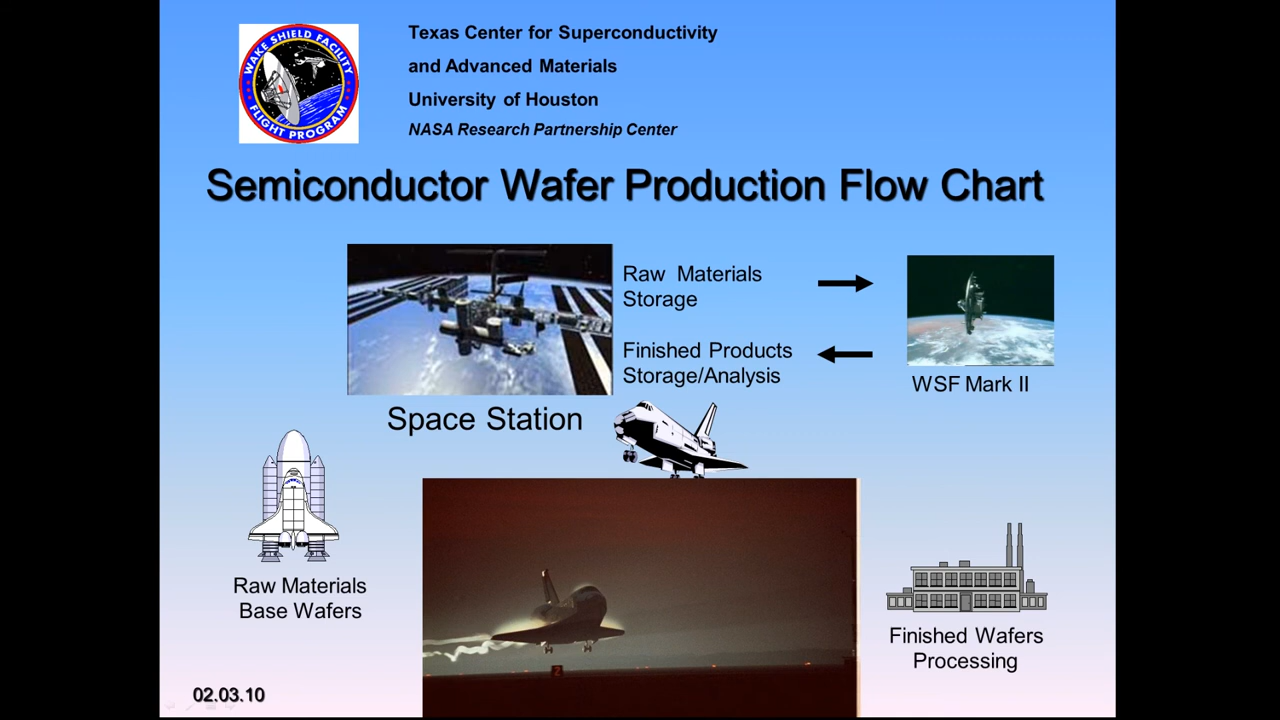 WAKE SHIELD FACILITY
FLIGHT PROGRAM
Texas Center for Superconductivity
and Advanced Materials
University of Houston
NASA Research Partnership Center
Semiconductor Wafer Production Flow Chart
Raw Materials
Storage
Finished Products
Storage/Analysis
WSF Mark II
Space Station
Raw Materials
Base Wafers
2
Finished Wafers
Processing
02.03.10